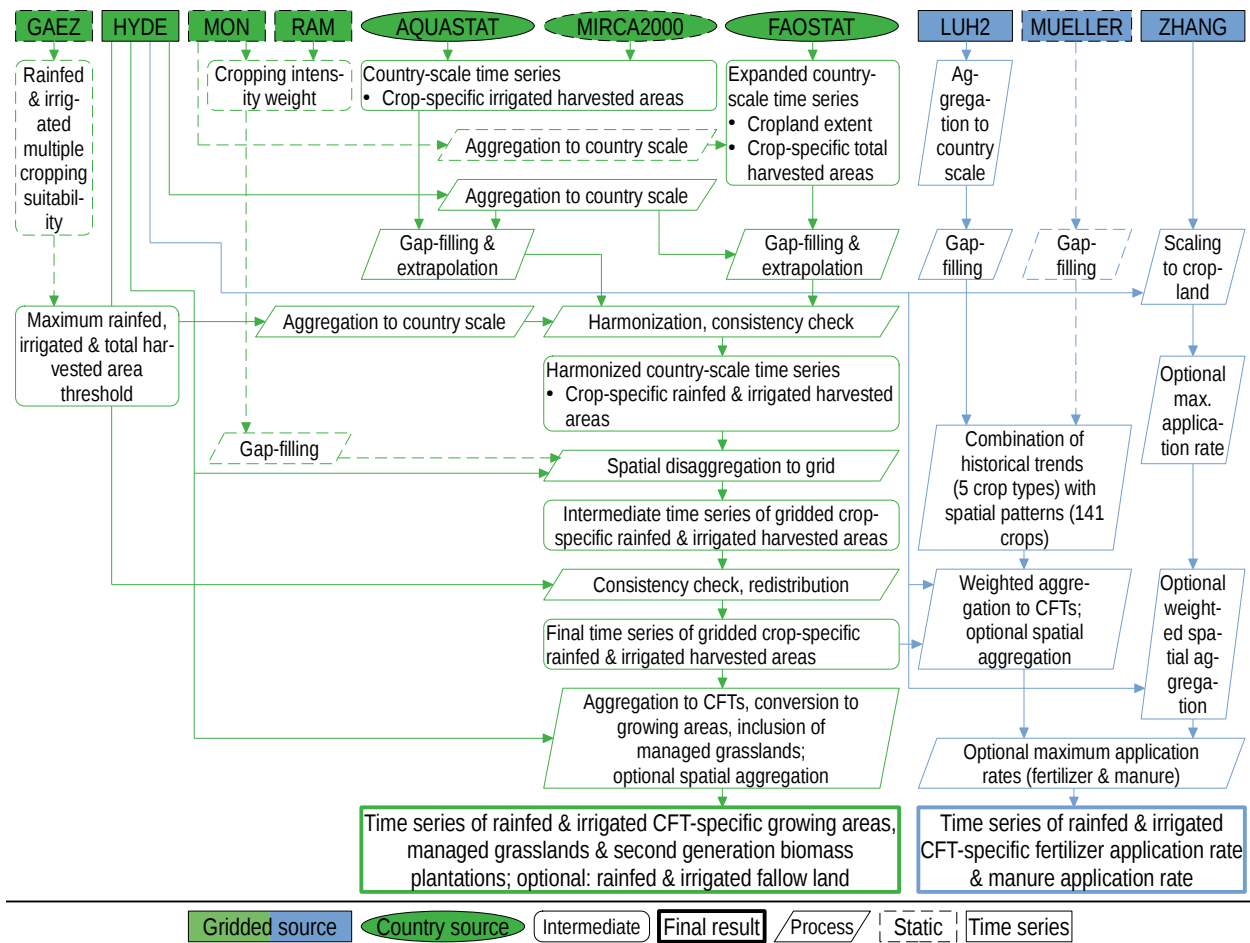 GAEZ
HYDE
MON
RAM
AQUASTAT
MIRCA2000
FAOSTAT
LUH2
MUELLER
ZHANG
Rainfed
& irrig-
ated
multiple
cropping
suitabil-
ity
Cropping intens-
ity weight
Country-scale time series
• Crop-specific irrigated harvested areas
Expanded country-
scale time series
• Cropland extent
• Crop-specific total
harvested areas
Ag-
grega-
tion to
country
scale
Aggregation to country scale
Aggregation to country scale
Gap-filling &
extrapolation
Gap-filling &
extrapolation
Gap-
filling
Gap-
filling
Scaling
to crop-
land
Maximum rainfed,
irrigated & total har-
vested area
threshold
Aggregation to country scale
Harmonization, consistency check
Harmonized country-scale time series
• Crop-specific rainfed & irrigated harvested
areas
Optional
max.
applica-
tion rate
Gap-filling
Spatial disaggregation to grid
Combination of
historical trends
(5 crop types) with
spatial patterns (141
crops)
Intermediate time series of gridded crop-
specific rainfed & irrigated harvested areas
Consistency check, redistribution
Weighted aggre-
gation to CFTs;
optional spatial
aggregation
Optional
weight-
ed spa-
tial ag-
grega-
tion
Final time series of gridded crop-specific
rainfed & irrigated harvested areas
Aggregation to CFTs, conversion to
growing areas, inclusion of
managed grasslands;
optional spatial aggregation
Optional maximum application
rates (fertilizer & manure)
Time series of rainfed & irrigated CFT-specific growing areas,
managed grasslands & second generation biomass
plantations; optional: rainfed & irrigated fallow land
Time series of rainfed & irrigated
CFT-specific fertilizer application rate
& manure application rate
Gridded source
Country source
Intermediate
Final result
Process
Static
Time series